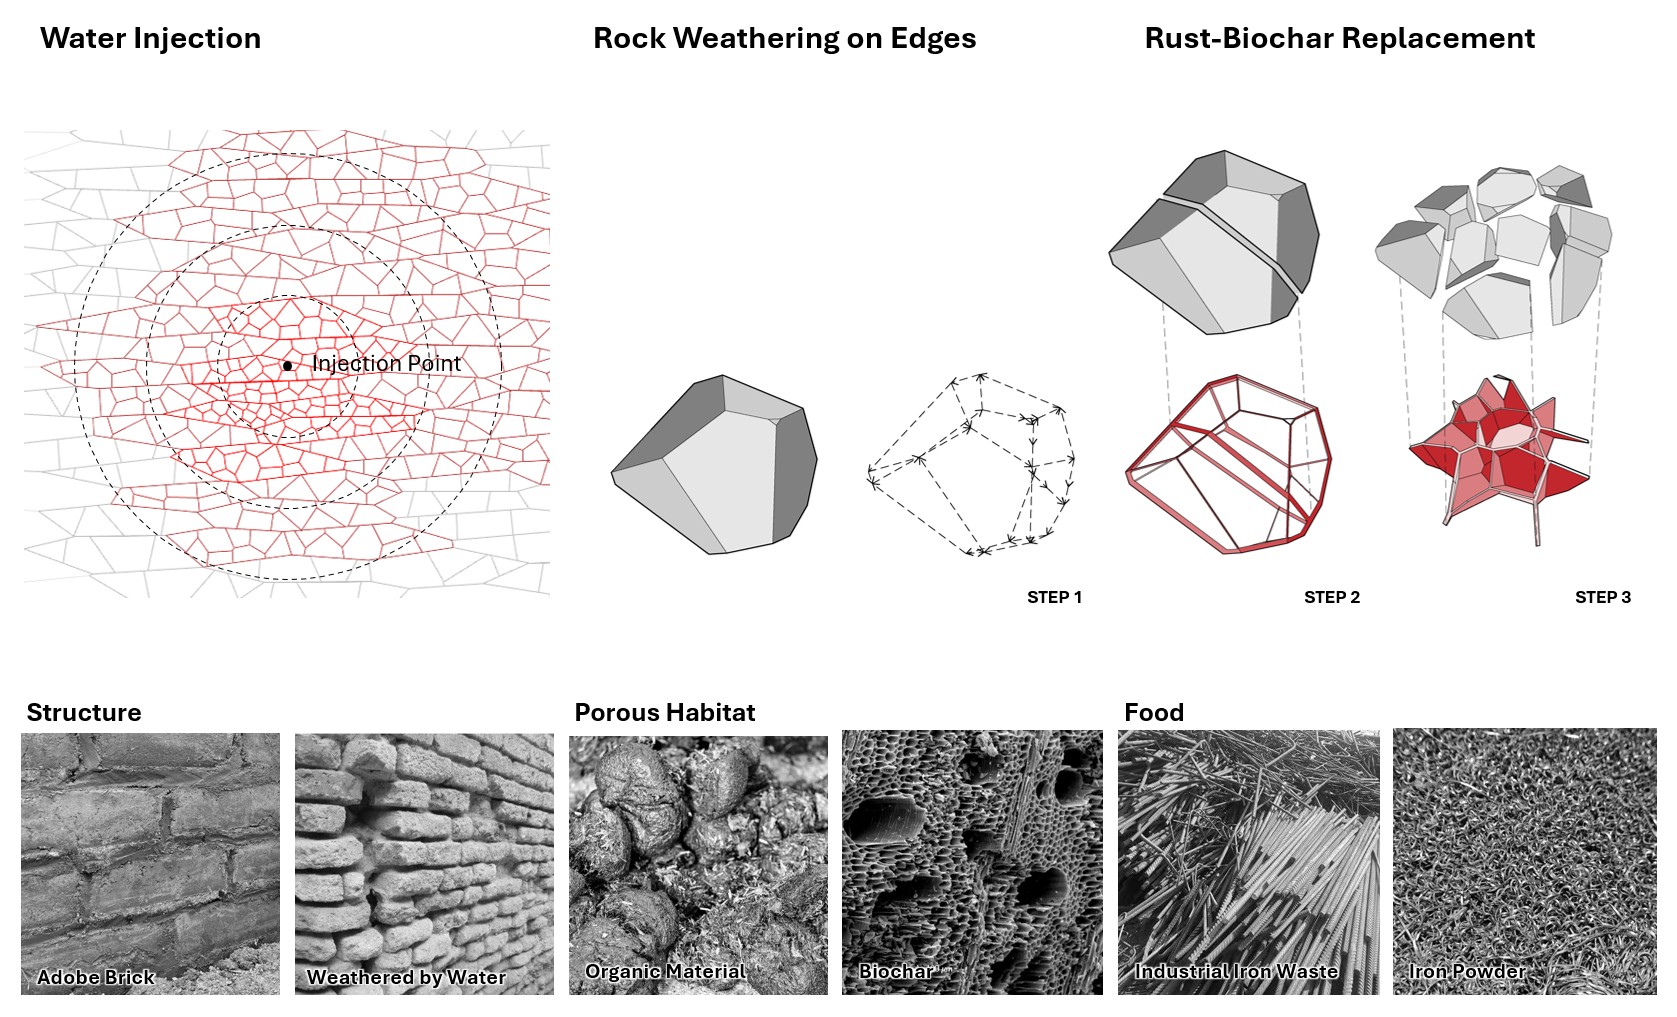 Water Injection
Rock Weathering on Edges
Rust-Biochar Replacement
Injection Point
STEP 1
STEP 2
STEP 3
Structure
Porous Habitat
Food
Adobe Brick
Weathered by Water
Organic Material
Biochar
Industrial Iron Waste
Iron Powder